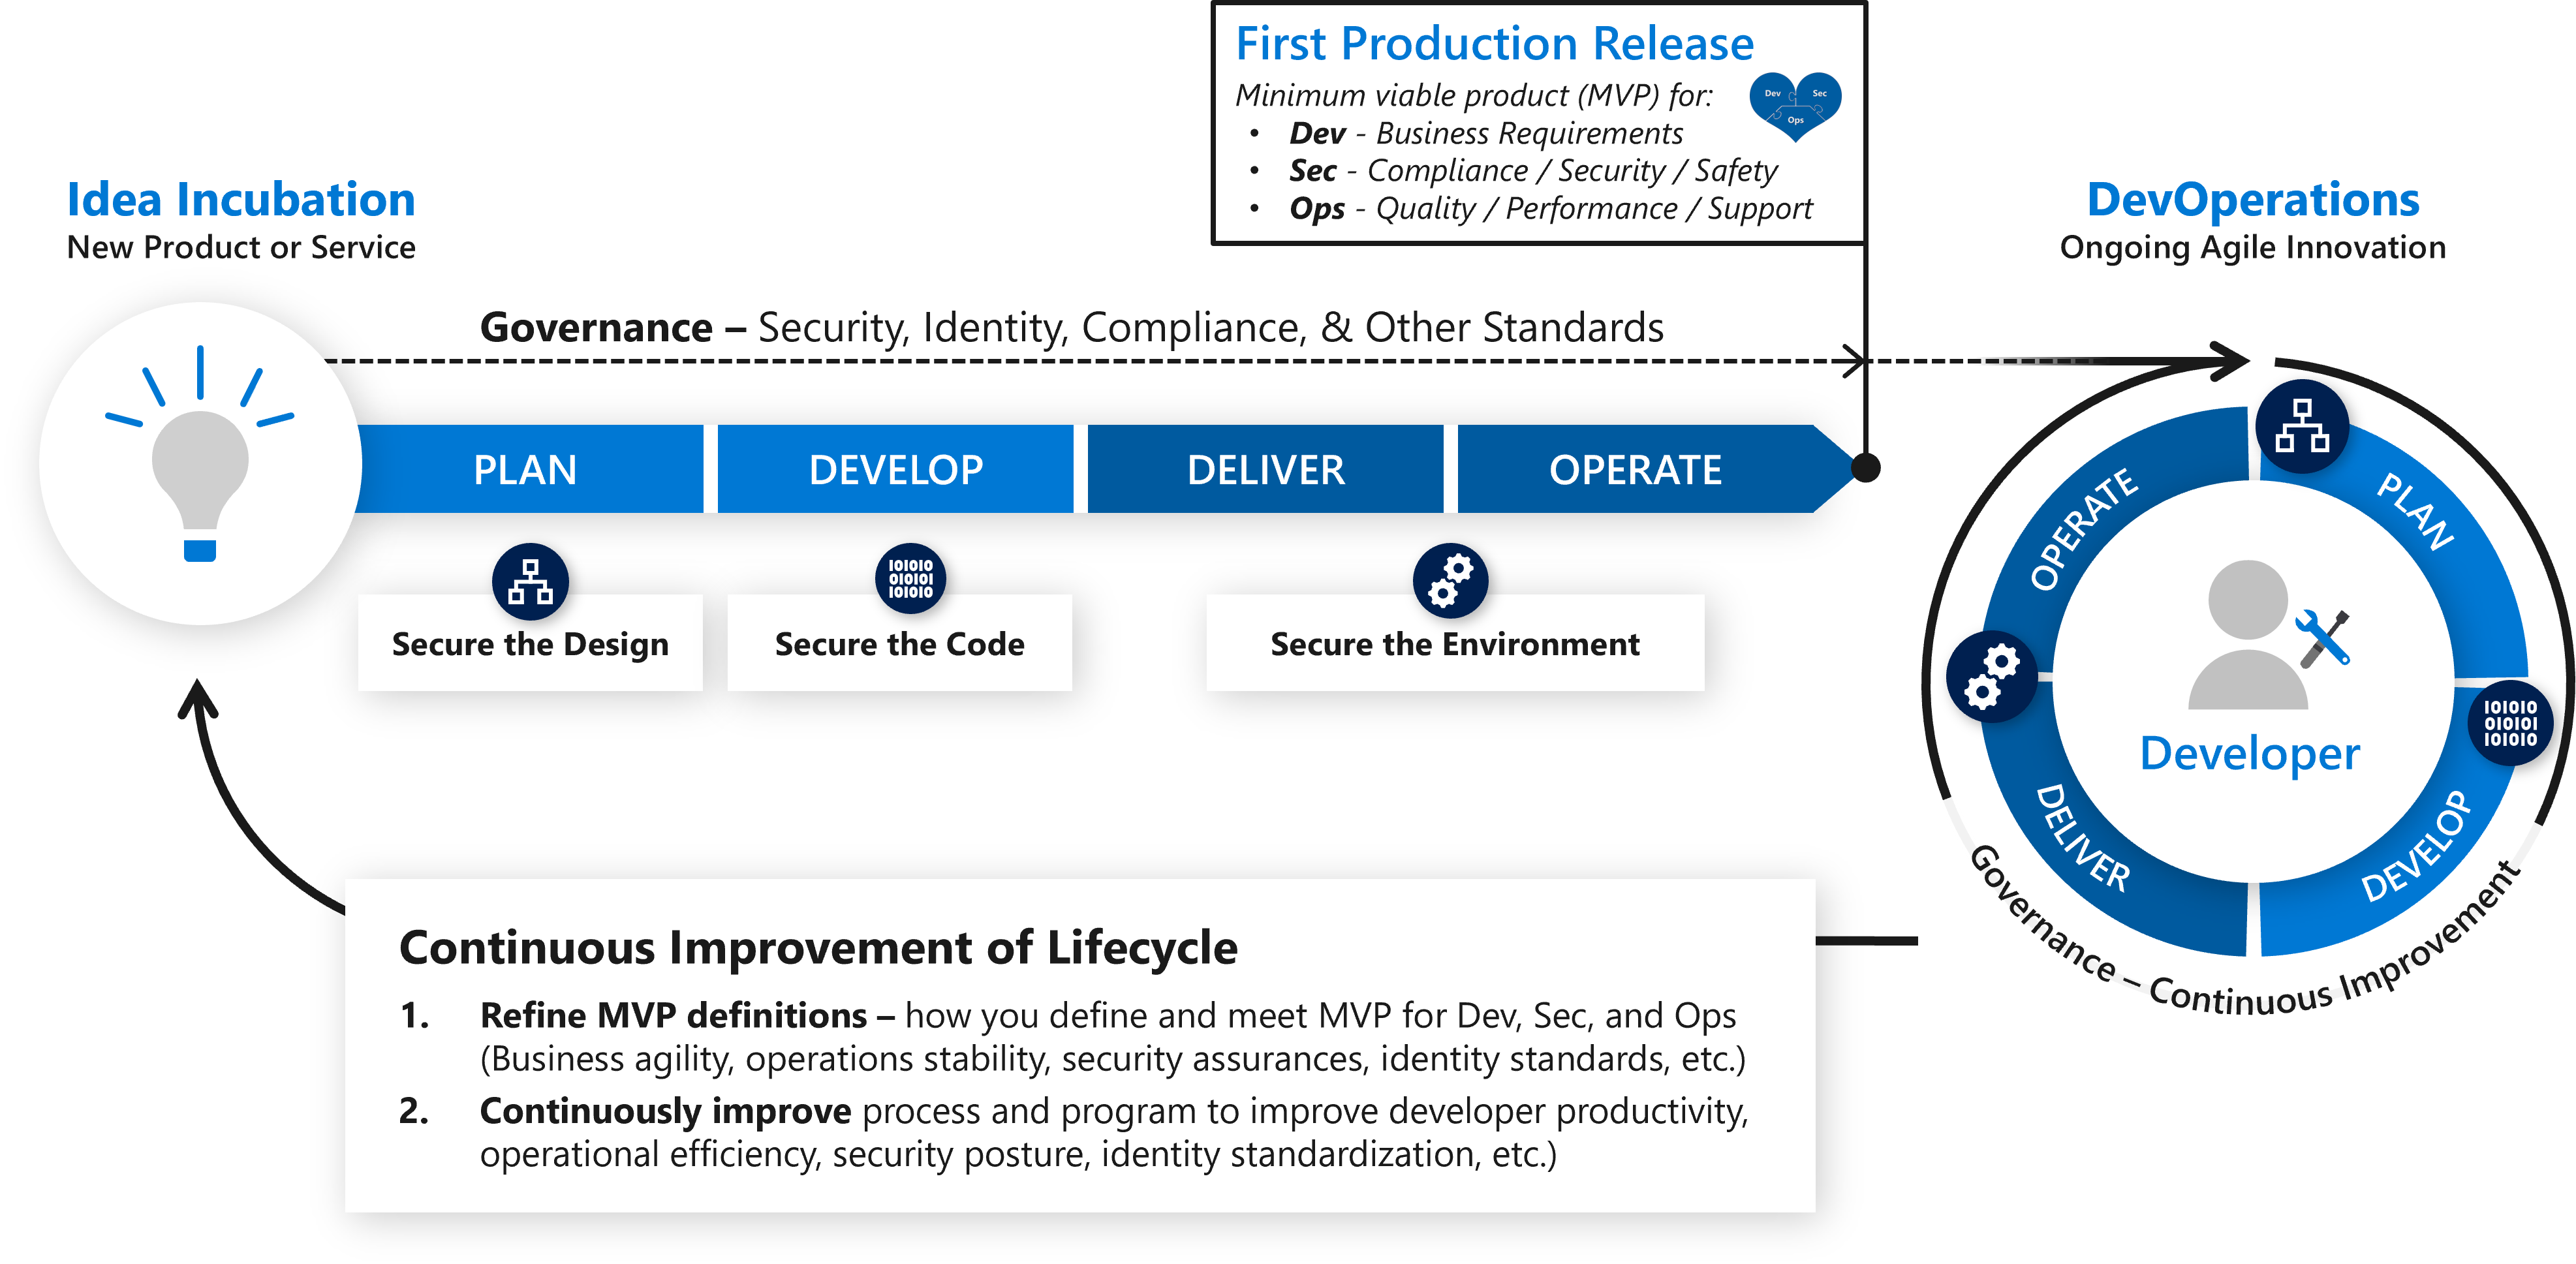 First Production Release
Minimum viable product (MVP) for:
• Dev - Business Requirements
• Sec - Compliance / Security / Safety
• Ops - Quality / Performance / Support
Dev
Sec
Ops
Idea Incubation
New Product or Service
DevOperations
Ongoing Agile Innovation
Governance – Security, Identity, Compliance, & Other Standards
PLAN
DEVELOP
DELIVER
OPERATE
101010
010101
101010
Secure the Design
Secure the Code
Secure the Environment
OPERATE
PLAN
DELIVER
DEVELOP
101010
010101
101010
Developer
Governance – Continuous Improvement
Continuous Improvement of Lifecycle
1. Refine MVP definitions – how you define and meet MVP for Dev, Sec, and Ops
(Business agility, operations stability, security assurances, identity standards, etc.)
2. Continuously improve process and program to improve developer productivity,
operational efficiency, security posture, identity standardization, etc.)